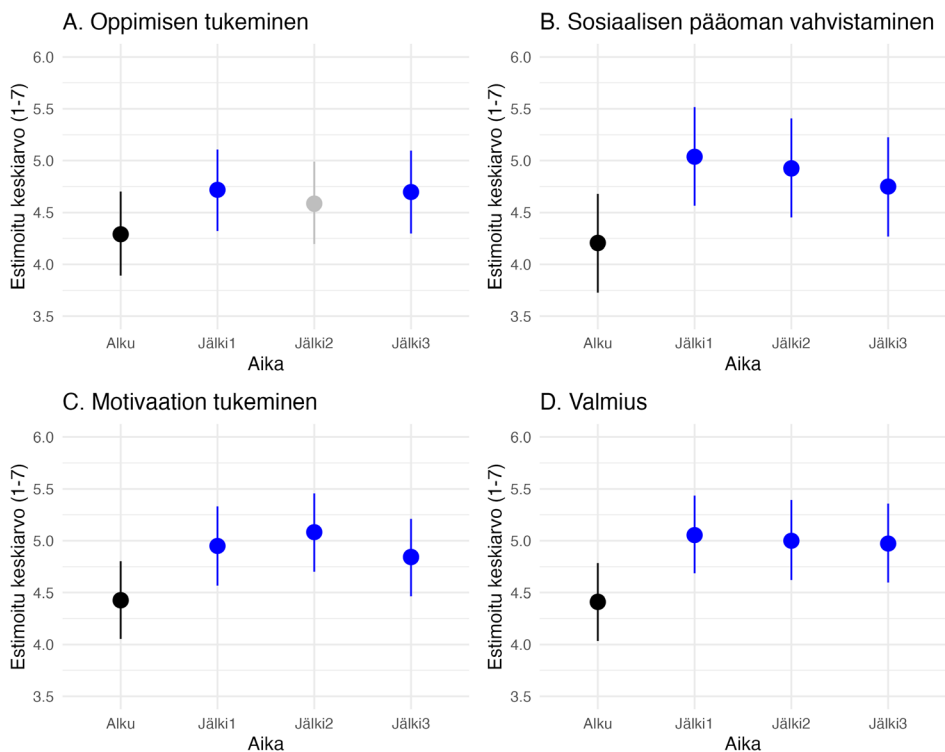 A. Oppimisen tukeminen
Estimoitu keskiarvo (1-7)
6.0
5.5
5.0
4.5
4.0
3.5
Alku Jälki1 Jälki2 Jälki3
Aika
B. Sosiaalisen pääoman vahvistaminen
Estimoitu keskiarvo (1-7)
6.0
5.5
5.0
4.5
4.0
3.5
Alku Jälki1 Jälki2 Jälki3
Aika
C. Motivaation tukeminen
Estimoitu keskiarvo (1-7)
6.0
5.5
5.0
4.5
4.0
3.5
Alku Jälki1 Jälki2 Jälki3
Aika
D. Valmius
Estimoitu keskiarvo (1-7)
6.0
5.5
5.0
4.5
4.0
3.5
Alku Jälki1 Jälki2 Jälki3
Aika